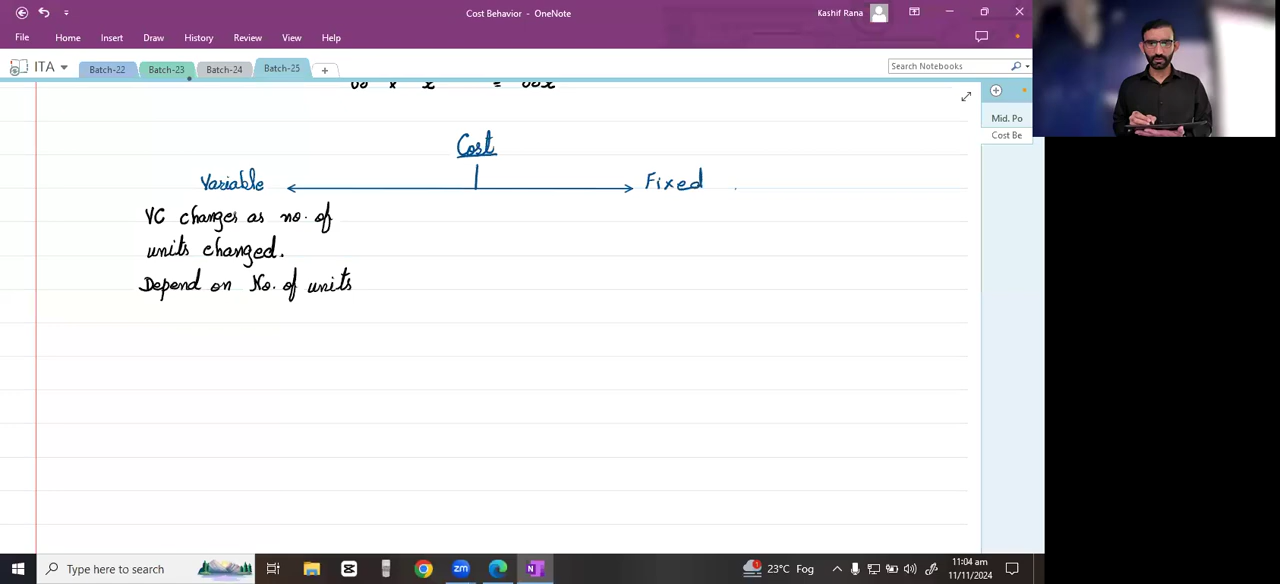 Cost Behavior - OneNote
Kashif Rana
File Home Insert Draw History Review View Help
ITA Batch-22 Batch-23 Batch-24 Batch-25
Search Notebooks
Mid. Po
Cost Be
Cost
Variable
Fixed
VC changes as no. of
units changed.
Depend on No. of units
Type here to search
23°C Fog
11:04 am
11/11/2024